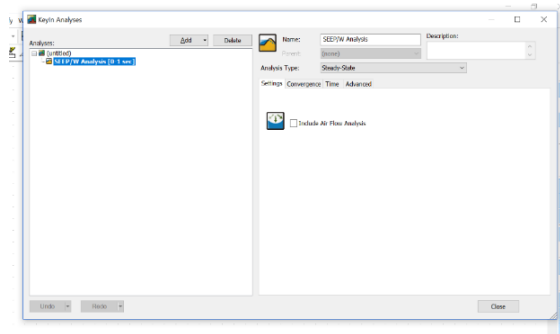 KeyIn Analyses
Analyses:
Add
Delete
(untitled)
SEEP/W Analysis [0-1 sec]
Name:
SEEP/W Analysis
Description:
Parent:
(none)
Analysis Type:
Steady-State
Settings Convergence Time Advanced
Include Air Flow Analysis
Undo
Redo
Close